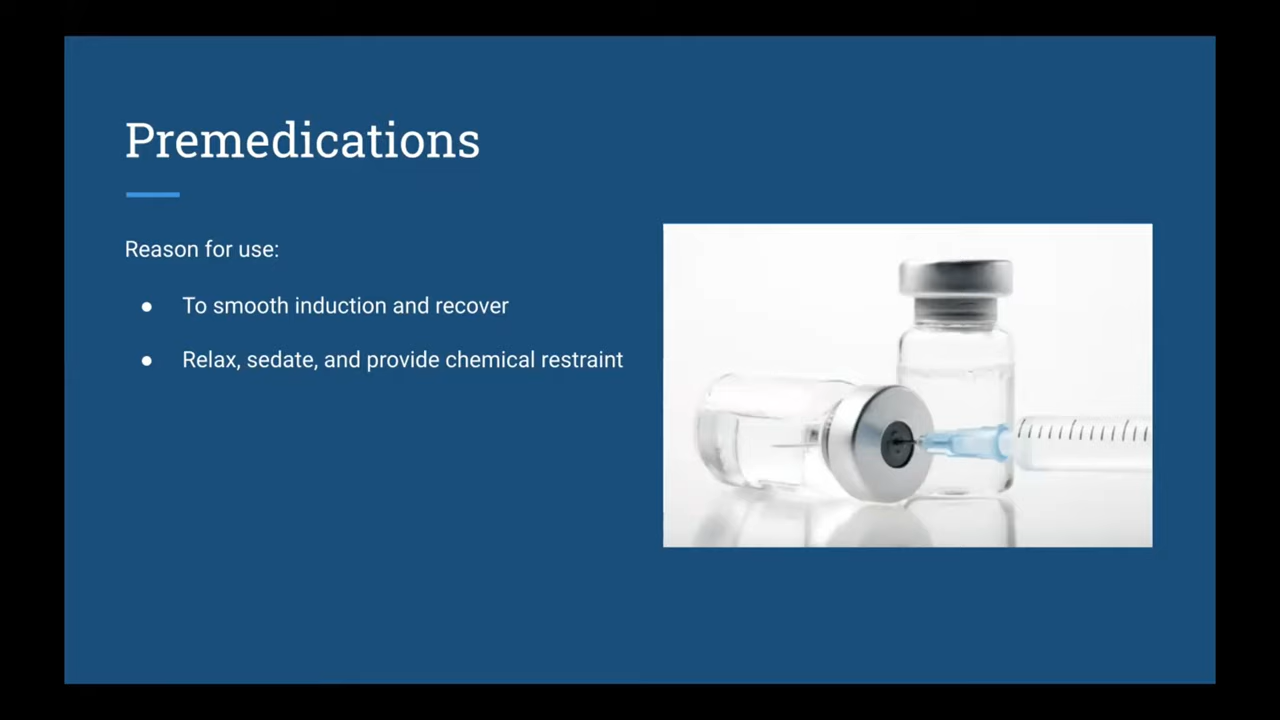 Premedications
Reason for use:
● To smooth induction and recover
● Relax, sedate, and provide chemical restraint